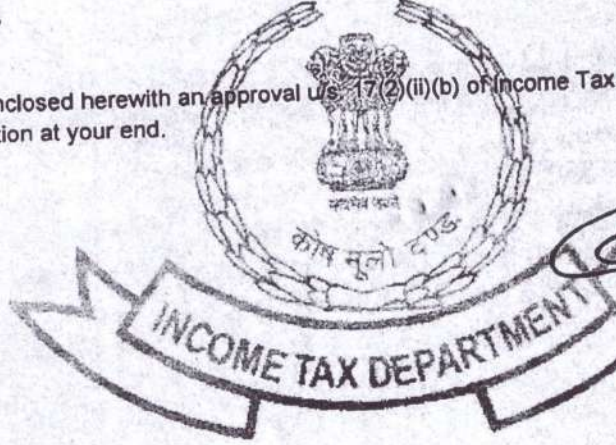 nclosed herewith an approval u/s 17(2)(ii)(b) of Income Tax
tion at your end.
सत्यमेव जयते
कोष मूलो दण्ड
INCOME TAX DEPARTMENT